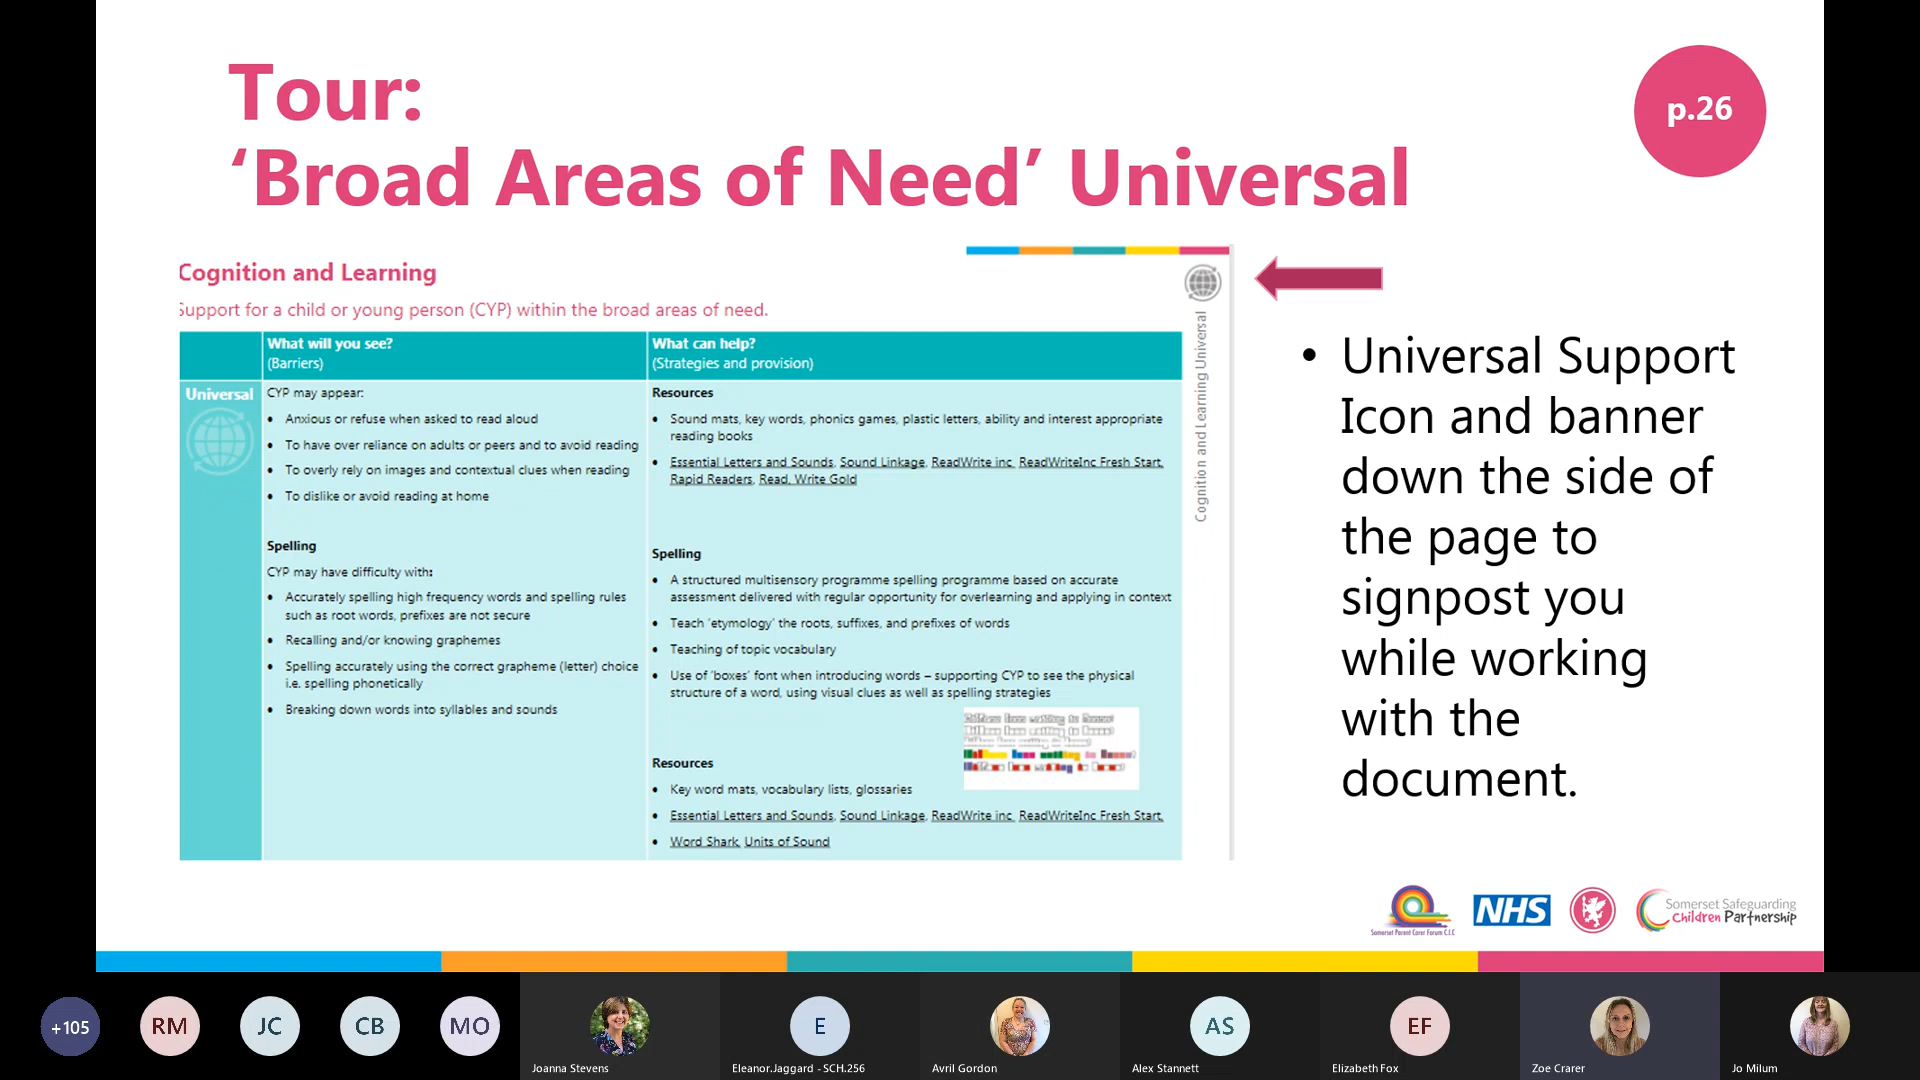 Tour:
‘Broad Areas of Need’ Universal
p.26
Cognition and Learning
Support for a child or young person (CYP) within the broad areas of need.
What will you see?
(Barriers)
What can help?
(Strategies and provision)
Universal
CYP may appear:
• Anxious or refuse when asked to read aloud
• To have over reliance on adults or peers and to avoid reading
• To overly rely on images and contextual clues when reading
• To dislike or avoid reading at home
Spelling
CYP may have difficulty with:
• Accurately spelling high frequency words and spelling rules
such as root words, prefixes are not secure
• Recalling and/or knowing graphemes
• Spelling accurately using the correct grapheme (letter) choice
i.e. spelling phonetically
• Breaking down words into syllables and sounds
Resources
• Sound mats, key words, phonics games, plastic letters, ability and interest appropriate
reading books
• Essential Letters and Sounds, Sound Linkage, ReadWrite inc, ReadWriteInc Fresh Start,
Rapid Readers, Read, Write Gold
Spelling
• A structured multisensory programme spelling programme based on accurate
assessment delivered with regular opportunity for overlearning and applying in context
• Teach ‘etymology’ the roots, suffixes, and prefixes of words
• Teaching of topic vocabulary
• Use of ‘boxes’ font when introducing words – supporting CYP to see the physical
structure of a word, using visual clues as well as spelling strategies
Resources
• Key word mats, vocabulary lists, glossaries
• Essential Letters and Sounds, Sound Linkage, ReadWrite inc, ReadWriteInc Fresh Start,
• Word Shark, Units of Sound
Cognition and Learning Universal
• Universal Support
Icon and banner
down the side of
the page to
signpost you
while working
with the
document.
Somerset Parent Carer Forum C.I.C
NHS
Somerset Safeguarding
Children Partnership
+105
RM
JC
CB
MO
Joanna Stevens
E
Eleanor.Jaggard - SCH.256
Avril Gordon
AS
Alex Stannett
EF
Elizabeth Fox
Zoe Crarer
Jo Milum